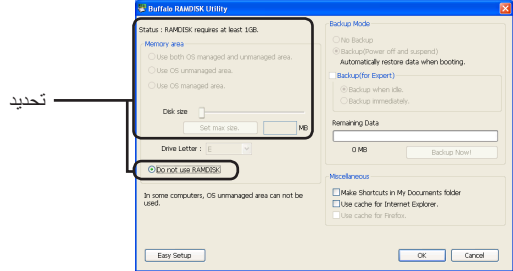 Buffalo RAMDISK Utility
Status : RAMDISK requires at least 1GB.
Memory area
Use both OS managed and unmanaged area.
Use OS unmanaged area.
Use OS managed area.
Disk size
Set max size.
MB
Drive Letter : E
Do not use RAMDISK
In some computers, OS unmanaged area can not be
used.
Easy Setup
تحديد
Backup Mode
No Backup
Backup(Power off and suspend)
Automatically restore data when booting.
Backup(for Expert)
Backup when idle.
Backup immediately.
Remaining Data
0 MB
Backup Now!
Miscellaneous
Make Shortcuts in My Documents folder
Use cache for Internet Explorer.
Use cache for Firefox.
OK
Cancel